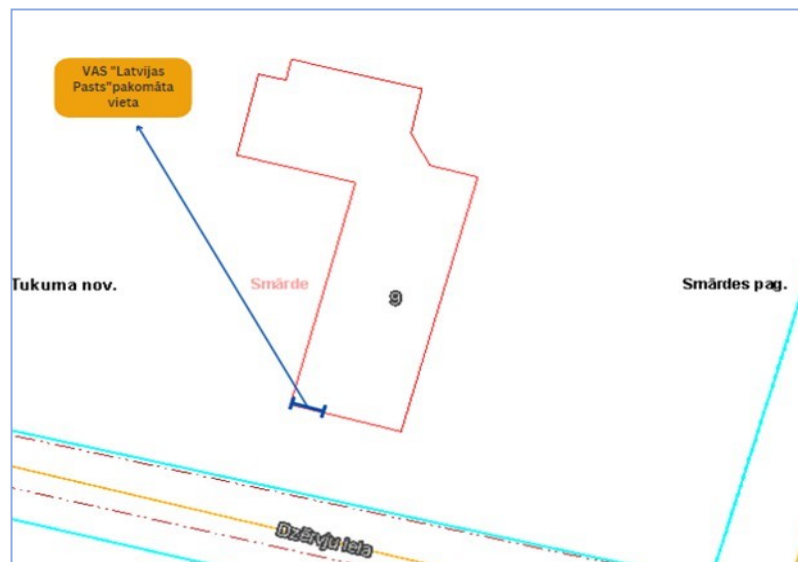 VAS "Latvijas
Pasts"pakomāta
vieta
Tukuma nov.
Smārde
9
Smārdes pag.
Dzērvju iela